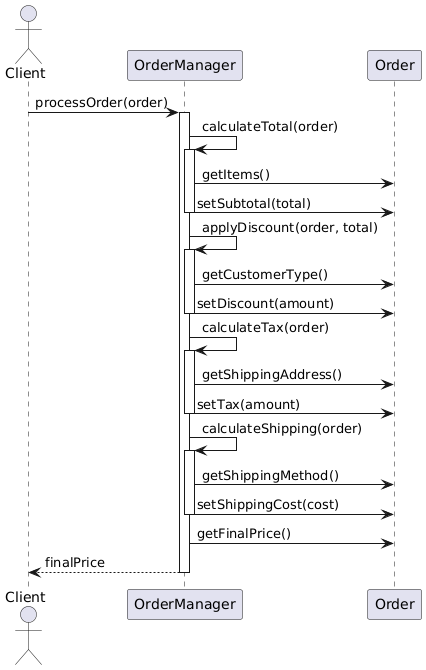 Client
OrderManager
Order
processOrder(order)
calculateTotal(order)
getItems()
setSubtotal(total)
applyDiscount(order, total)
getCustomerType()
setDiscount(amount)
calculateTax(order)
getShippingAddress()
setTax(amount)
calculateShipping(order)
getShippingMethod()
setShippingCost(cost)
getFinalPrice()
finalPrice
Client
OrderManager
Order